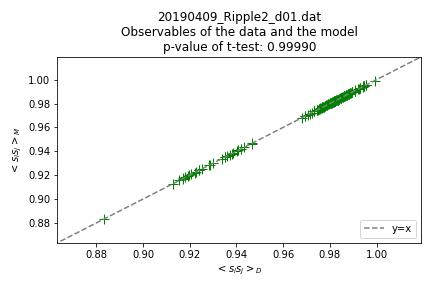 20190409_Ripple2_d01.dat
Observables of the data and the model
p-value of t-test: 0.99990
1.00
0.98
0.96
0.94
0.92
0.90
0.88
< s_i s_j >_M
y=x
0.88 0.90 0.92 0.94 0.96 0.98 1.00
< s_i s_j >_D